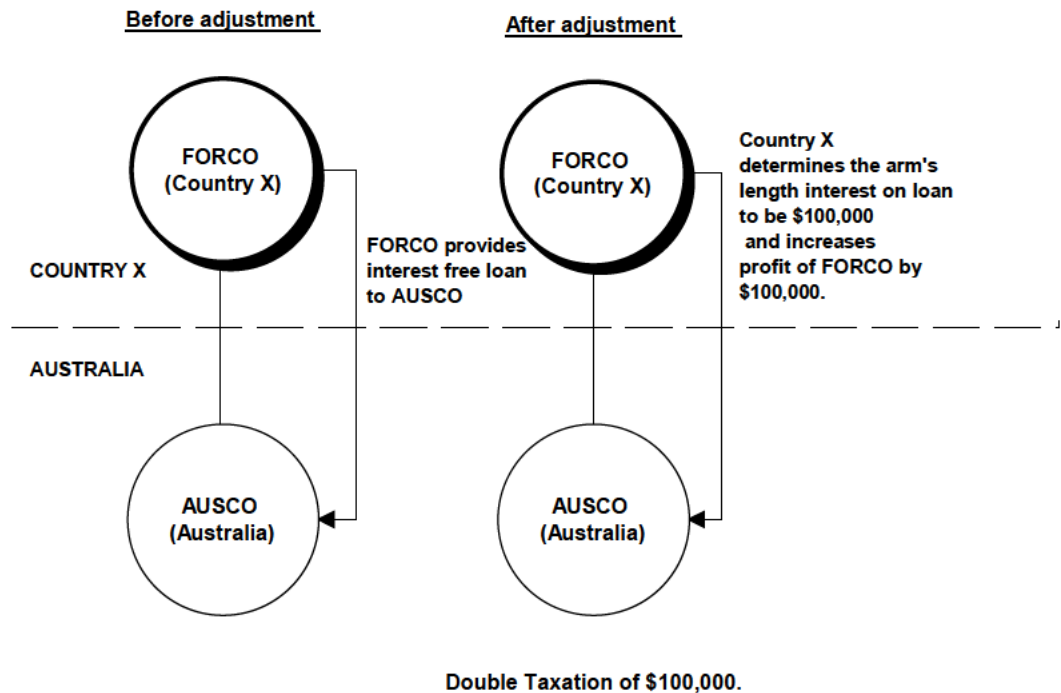 Before adjustment
After adjustment
FORCO
(Country X)
FORCO
(Country X)
Country X
determines the arm's
length interest on loan
to be $100,000
and increases
profit of FORCO by
$100,000.
FORCO provides
interest free loan
to AUSCO
COUNTRY X
AUSTRALIA
AUSCO
(Australia)
AUSCO
(Australia)
Double Taxation of $100,000.